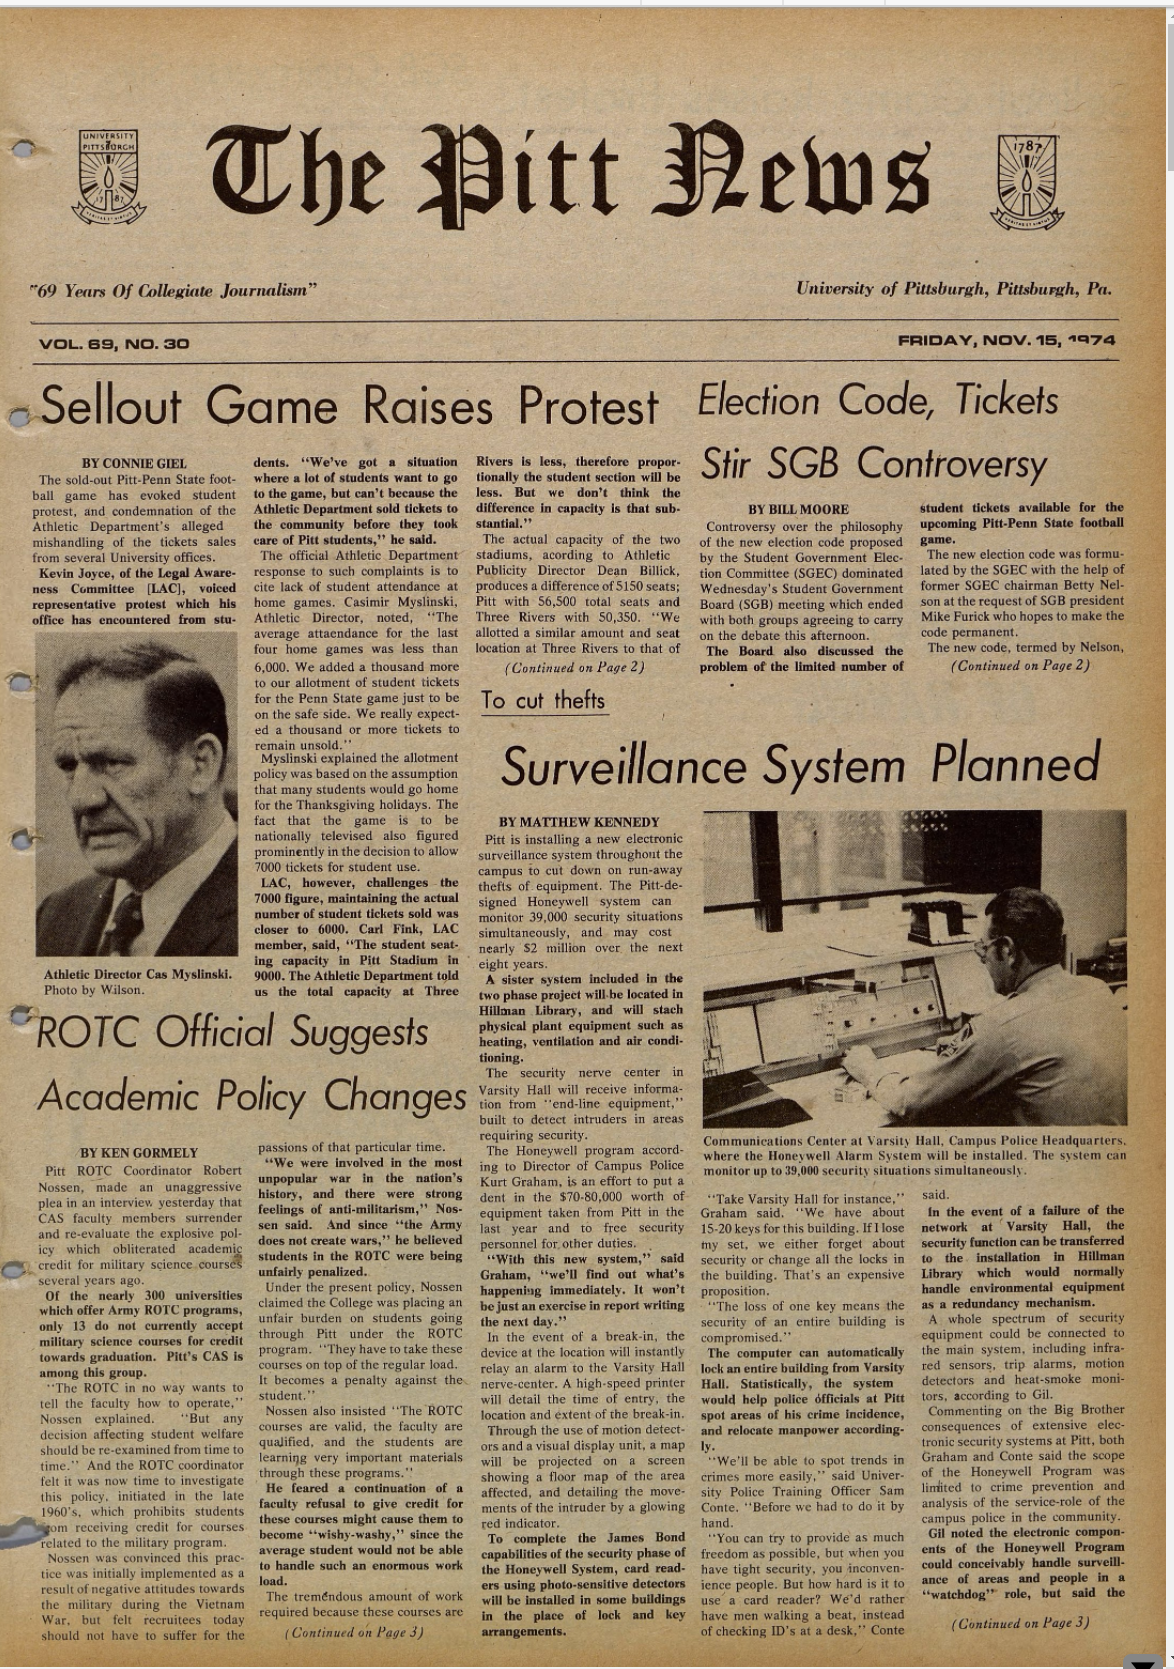 UNIVERSITY
PITTSBURGH
1787
The Pitt News
1787
"69 Years Of Collegiate Journalism"
University of Pittsburgh, Pittsburgh, Pa.
VOL. 69, NO. 30
FRIDAY, NOV. 15, 1974
Sellout Game Raises Protest
BY CONNIE GIEL
The sold-out Pitt-Penn State foot-
ball game has evoked student
protest, and condemnation of the
Athletic Department's alleged
mishandling of the tickets sales
from several University offices.
Kevin Joyce, of the Legal Aware-
ness Committee [LAC], voiced
representative protest which his
office has encountered from stu-
dents. "We've got a situation
where a lot of students want to go
to the game, but can't because the
Athletic Department sold tickets to
the community before they took
care of Pitt students," he said.
The official Athletic Department
response to such complaints is to
cite lack of student attendance at
home games. Casimir Myslinski,
Athletic Director, noted, "The
average attaendance for the last
four home games was less than
6,000. We added a thousand more
to our allotment of student tickets
for the Penn State game just to be
on the safe side. We really expect-
ed a thousand or more tickets to
remain unsold."
Myslinski explained the allotment
policy was based on the assumption
that many students would go home
for the Thanksgiving holidays. The
fact that the game is to be
nationally televised also figured
prominently in the decision to allow
7000 tickets for student use.
LAC, however, challenges the
7000 figure, maintaining the actual
number of student tickets sold was
closer to 6000. Carl Fink, LAC
member, said, "The student seat-
ing capacity in Pitt Stadium in
9000. The Athletic Department told
us the total capacity at Three
Rivers is less, therefore propor-
tionally the student section will be
less. But we don't think the
difference in capacity is that sub-
stantial."
The actual capacity of the two
stadiums, acording to Athletic
Publicity Director Dean Billick,
produces a difference of 5150 seats;
Pitt with 56,500 total seats and
Three Rivers with 50,350. "We
allotted a similar amount and seat
location at Three Rivers to that of
(Continued on Page 2)
Athletic Director Cas Myslinski.
Photo by Wilson.
Election Code, Tickets
Stir SGB Controversy
BY BILL MOORE
Controversy over the philosophy
of the new election code proposed
by the Student Government Elec-
tion Committee (SGEC) dominated
Wednesday's Student Government
Board (SGB) meeting which ended
with both groups agreeing to carry
on the debate this afternoon.
The Board also discussed the
problem of the limited number of
student tickets available for the
upcoming Pitt-Penn State football
game.
The new election code was formu-
lated by the SGEC with the help of
former SGEC chairman Betty Nel-
son at the request of SGB president
Mike Furick who hopes to make the
code permanent.
The new code, termed by Nelson,
(Continued on Page 2)
ROTC Official Suggests
Academic Policy Changes
BY KEN GORMELY
Pitt ROTC Coordinator Robert
Nossen, made an unaggressive
plea in an interview yesterday that
CAS faculty members surrender
and re-evaluate the explosive pol-
icy which obliterated academic
credit for military science courses
several years ago.
Of the nearly 300 universities
which offer Army ROTC programs,
only 13 do not currently accept
military science courses for credit
towards graduation. Pitt's CAS is
among this group.
"The ROTC in no way wants to
tell the faculty how to operate,"
Nossen explained. "But any
decision affecting student welfare
should be re-examined from time to
time." And the ROTC coordinator
felt it was now time to investigate
this policy, initiated in the late
1960's, which prohibits students
from receiving credit for courses
related to the military program.
Nossen was convinced this prac-
tice was initially implemented as a
result of negative attitudes towards
the military during the Vietnam
War, but felt recruitees today
should not have to suffer for the
passions of that particular time.
"We were involved in the most
unpopular war in the nation's
history, and there were strong
feelings of anti-militarism," Nos-
sen said. And since "the Army
does not create wars," he believed
students in the ROTC were being
unfairly penalized.
Under the present policy, Nossen
claimed the College was placing an
unfair burden on students going
through Pitt under the ROTC
program. "They have to take these
courses on top of the regular load.
It becomes a penalty against the
student."
Nossen also insisted "The ROTC
courses are valid, the faculty are
qualified, and the students are
learning very important materials
through these programs."
He feared a continuation of a
faculty refusal to give credit for
these courses might cause them to
become "wishy-washy," since the
average student would not be able
to handle such an enormous work
load.
The tremendous amount of work
required because these courses are
(Continued on Page 3)
To cut thefts
Surveillance System Planned
BY MATTHEW KENNEDY
Pitt is installing a new electronic
surveillance system throughout the
campus to cut down on run-away
thefts of equipment. The Pitt-de-
signed Honeywell system can
monitor 39,000 security situations
simultaneously, and may cost
nearly $2 million over the next
eight years.
A sister system included in the
two phase project will be located in
Hillman Library, and will stach
physical plant equipment such as
heating, ventilation and air condi-
tioning.
The security nerve center in
Varsity Hall will receive informa-
tion from "end-line equipment,"
built to detect intruders in areas
requiring security.
The Honeywell program accord-
ing to Director of Campus Police
Kurt Graham, is an effort to put a
dent in the $70-80,000 worth of
equipment taken from Pitt in the
last year and to free security
personnel for other duties.
"With this new system," said
Graham, "we'll find out what's
happening immediately. It won't
be just an exercise in report writing
the next day."
In the event of a break-in, the
device at the location will instantly
relay an alarm to the Varsity Hall
nerve-center. A high-speed printer
will detail the time of entry, the
location and extent of the break-in.
Through the use of motion detect-
ors and a visual display unit, a map
will be projected on a screen
showing a floor map of the area
affected, and detailing the move-
ments of the intruder by a glowing
red indicator.
To complete the James Bond
capabilities of the security phase of
the Honeywell System, card read-
ers using photo-sensitive detectors
will be installed in some buildings
in the place of lock and key
arrangements.
Communications Center at Varsity Hall, Campus Police Headquarters,
where the Honeywell Alarm System will be installed. The system can
monitor up to 39,000 security situations simultaneously.
"Take Varsity Hall for instance,"
Graham said. "We have about
15-20 keys for this building. If I lose
my set, we either forget about
security or change all the locks in
the building. That's an expensive
proposition.
"The loss of one key means the
security of an entire building is
compromised."
The computer can automatically
lock an entire building from Varsity
Hall. Statistically, the system
would help police officials at Pitt
spot areas of his crime incidence,
and relocate manpower according-
ly.
"We'll be able to spot trends in
crimes more easily," said Univer-
sity Police Training Officer Sam
Conte. "Before we had to do it by
hand.
"You can try to provide as much
freedom as possible, but when you
have tight security, you inconven-
ience people. But how hard is it to
use a card reader? We'd rather
have men walking a beat, instead
of checking ID's at a desk," Conte
said.
In the event of a failure of the
network at Varsity Hall, the
security function can be transferred
to the installation in Hillman
Library which would normally
handle environmental equipment
as a redundancy mechanism.
A whole spectrum of security
equipment could be connected to
the main system, including infra-
red sensors, trip alarms, motion
detectors and heat-smoke moni-
tors, according to Gil.
Commenting on the Big Brother
consequences of extensive elec-
tronic security systems at Pitt, both
Graham and Conte said the scope
of the Honeywell Program was
limited to crime prevention and
analysis of the service-role of the
campus police in the community.
Gil noted the electronic compon-
ents of the Honeywell Program
could conceivably handle surveill-
ance of areas and people in a
"watchdog" role, but said the
(Continued on Page 3)